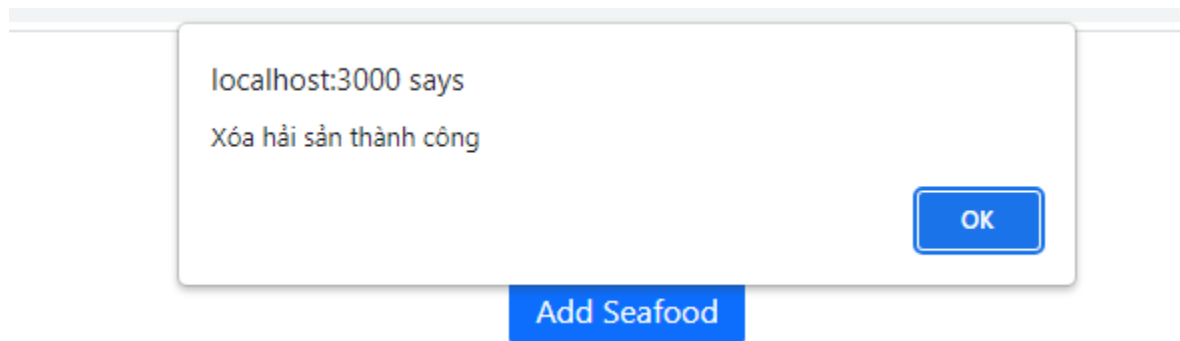 localhost:3000 says
Xóa hải sản thành công
OK
Add Seafood